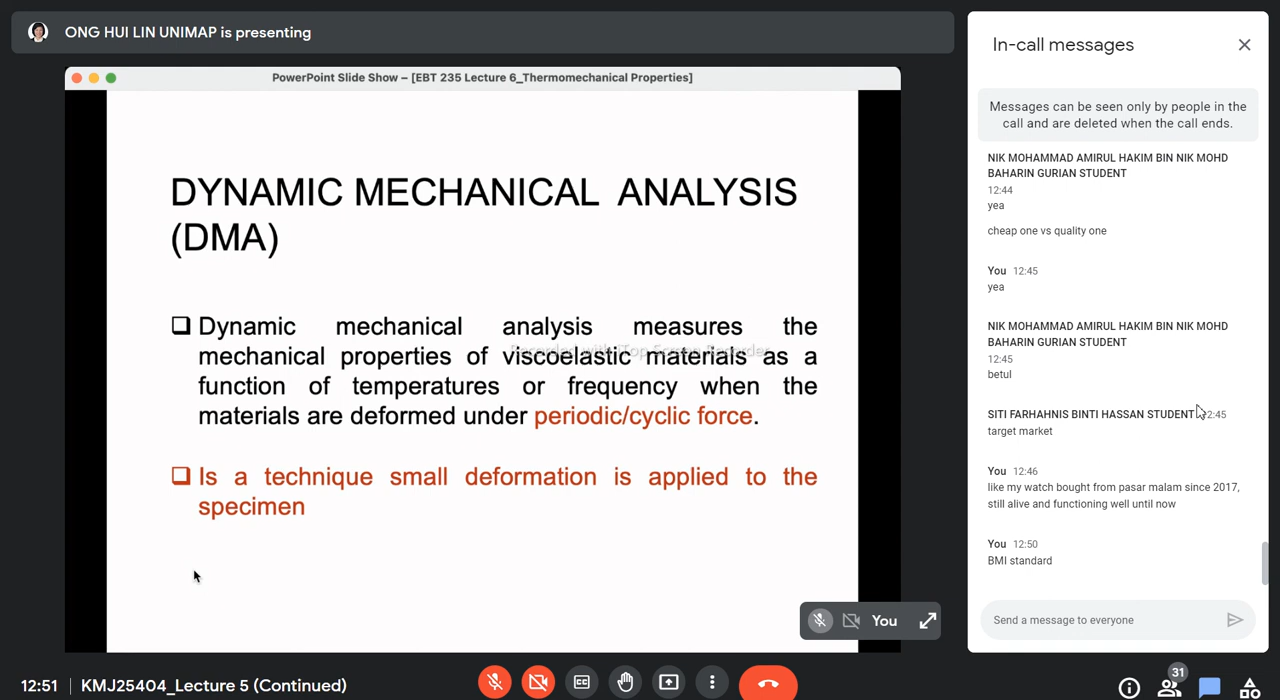 ONG HUI LIN UNIMAP is presenting
PowerPoint Slide Show – [EBT 235 Lecture 6_Thermomechanical Properties]
DYNAMIC MECHANICAL ANALYSIS
(DMA)
Dynamic mechanical analysis measures the
mechanical properties of viscoelastic materials as a
function of temperatures or frequency when the
materials are deformed under periodic/cyclic force.
Is a technique small deformation is applied to the
specimen
Recorded with iTop Screen Recorder
You
12:51 | KMJ25404_Lecture 5 (Continued)
In-call messages
Messages can be seen only by people in the
call and are deleted when the call ends.
NIK MOHAMMAD AMIRUL HAKIM BIN NIK MOHD
BAHARIN GURIAN STUDENT
12:44
yea
cheap one vs quality one
You 12:45
yea
NIK MOHAMMAD AMIRUL HAKIM BIN NIK MOHD
BAHARIN GURIAN STUDENT
12:45
betul
SITI FARHAHNIS BINTI HASSAN STUDENT 12:45
target market
You 12:46
like my watch bought from pasar malam since 2017,
still alive and functioning well until now
You 12:50
BMI standard
Send a message to everyone
31